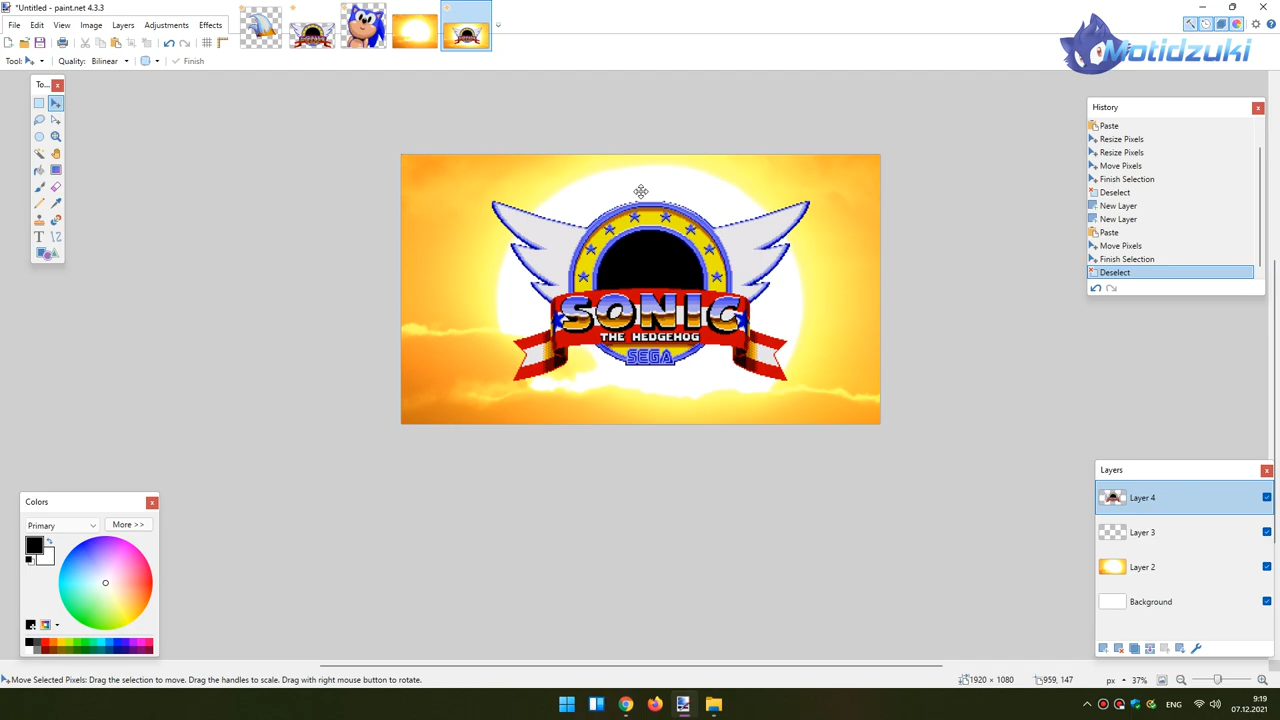 *Untitled - paint.net 4.3.3
File Edit View Image Layers Adjustments Effects
Motidzuki
Tool: Quality: Bilinear Finish
To...
History
Paste
Resize Pixels
Resize Pixels
Move Pixels
Finish Selection
Deselect
New Layer
New Layer
Paste
Move Pixels
Finish Selection
Deselect
SONIC
THE HEDGEHOG
SEGA
Layers
Layer 4
Layer 3
Layer 2
Background
Colors
Primary More >>
Move Selected Pixels: Drag the selection to move. Drag the handles to scale. Drag with right mouse button to rotate. 1920 × 1080 959, 147 px 37%
ENG 9:19
07.12.2021